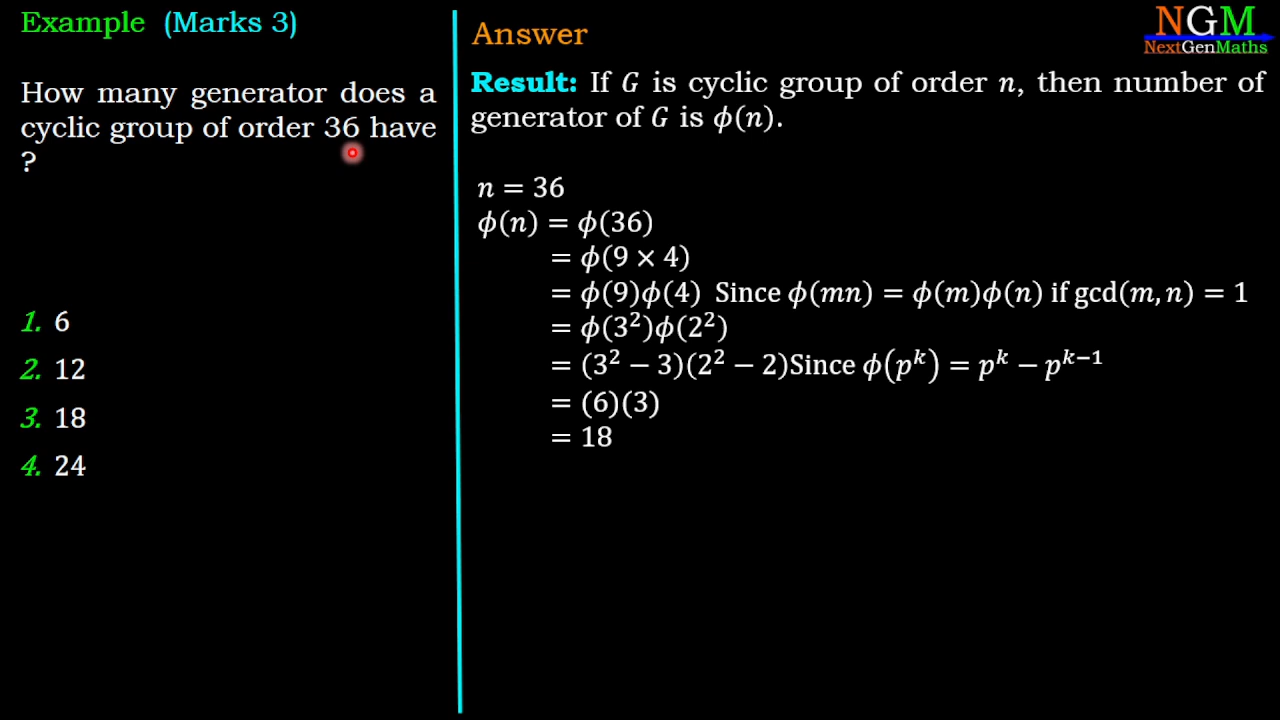 Example (Marks 3)
How many generator does a
cyclic group of order 36 have
?
1. 6
2. 12
3. 18
4. 24
Answer
NGM
NextGenMaths
Result: If G is cyclic group of order n, then number of
generator of G is ϕ(n).
n = 36
ϕ(n) = ϕ(36)
= ϕ(9 × 4)
= ϕ(9)ϕ(4) Since ϕ(mn) = ϕ(m)ϕ(n) if gcd(m, n) = 1
= ϕ(3²)ϕ(2²)
= (3² − 3)(2² − 2)Since ϕ(pᵏ) = pᵏ − pᵏ⁻¹
= (6)(3)
= 18